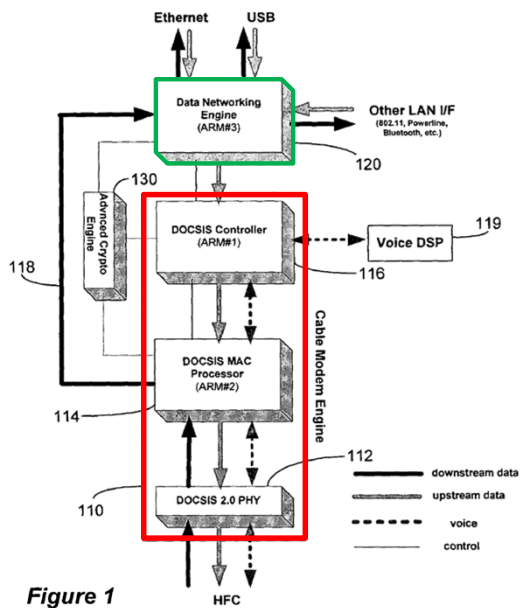 Ethernet
USB
Data Networking
Engine
(ARM#3)
Other LAN I/F
(802.11, Powerline,
Bluetooth, etc.)
120
130
Advnced Crypto
Engine
DOCSIS Controller
(ARM#1)
Voice DSP
119
116
118
DOCSIS MAC
Processor
(ARM#2)
Cable Modem Engine
114
112
110
DOCSIS 2.0 PHY
downstream data
upstream data
voice
control
HFC
Figure 1